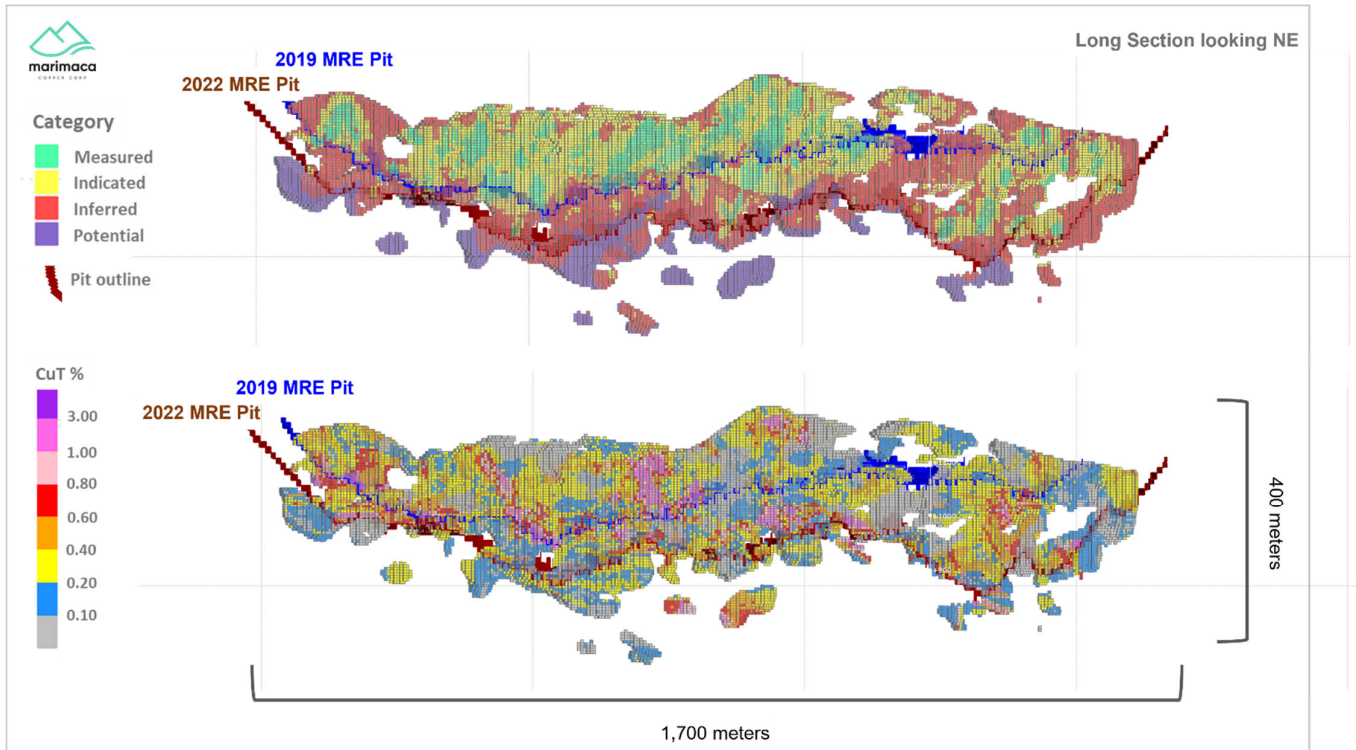 marimaca
COPPER CORP
Long Section looking NE
2019 MRE Pit
2022 MRE Pit
Category
Measured
Indicated
Inferred
Potential
Pit outline
CuT %
3.00
1.00
0.80
0.60
0.40
0.20
0.10
2019 MRE Pit
2022 MRE Pit
400 meters
1,700 meters